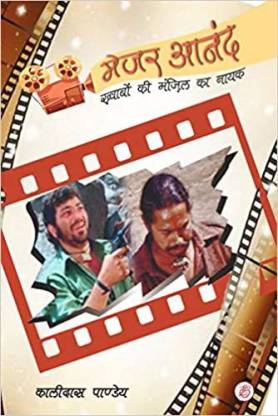 मेजर आनंद
ख़्वाबों की मंज़िल का नायक
कालीदास पाण्डेय